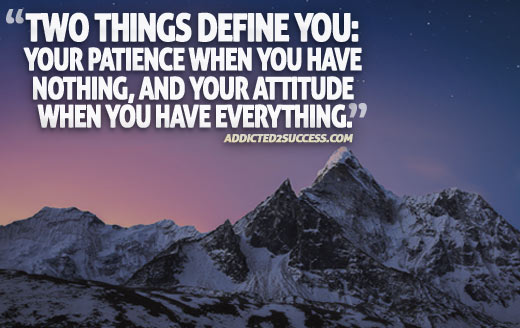 “TWO THINGS DEFINE YOU:
YOUR PATIENCE WHEN YOU HAVE
NOTHING, AND YOUR ATTITUDE
WHEN YOU HAVE EVERYTHING.”
ADDICTED2SUCCESS.COM